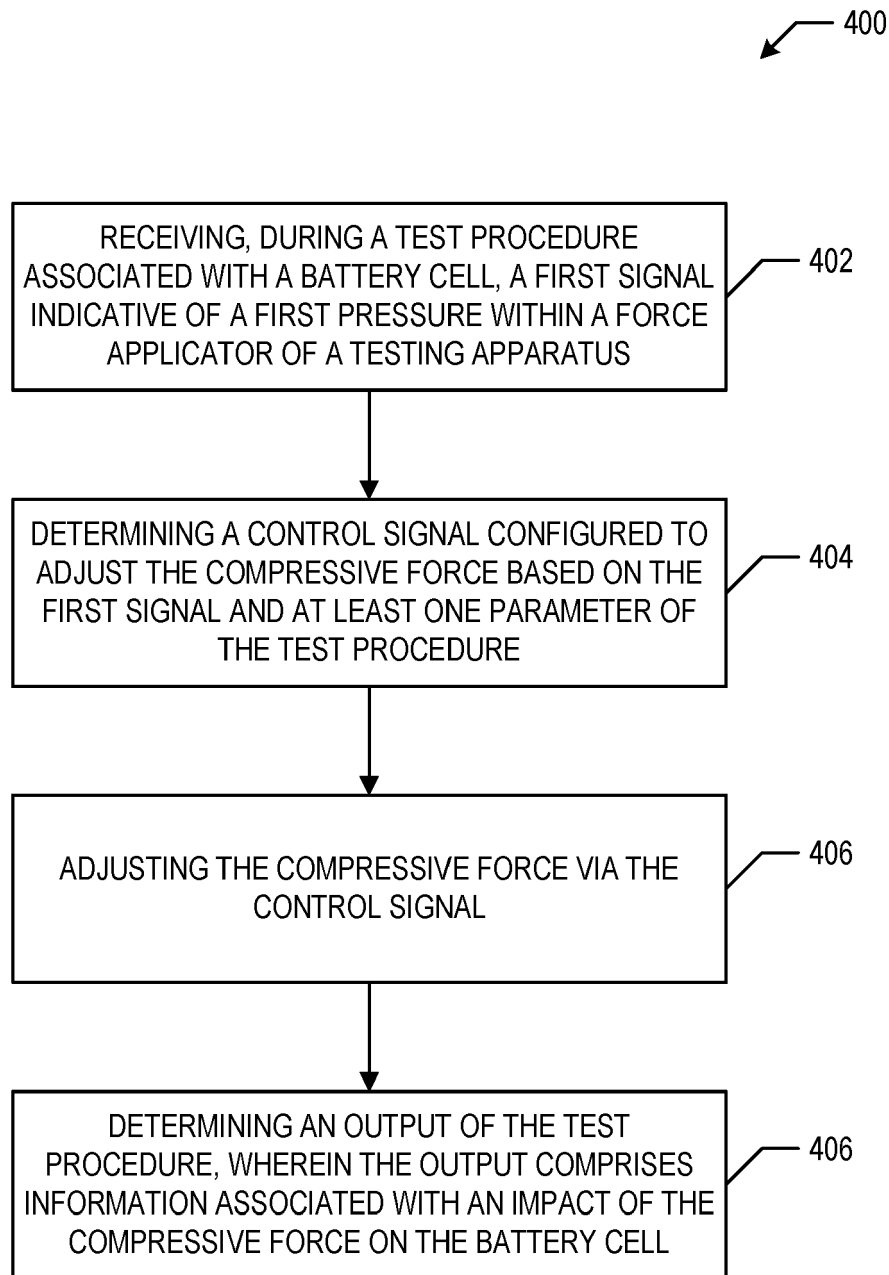 400
RECEIVING, DURING A TEST PROCEDURE
ASSOCIATED WITH A BATTERY CELL, A FIRST SIGNAL
INDICATIVE OF A FIRST PRESSURE WITHIN A FORCE
APPLICATOR OF A TESTING APPARATUS
402
DETERMINING A CONTROL SIGNAL CONFIGURED TO
ADJUST THE COMPRESSIVE FORCE BASED ON THE
FIRST SIGNAL AND AT LEAST ONE PARAMETER OF
THE TEST PROCEDURE
404
ADJUSTING THE COMPRESSIVE FORCE VIA THE
CONTROL SIGNAL
406
DETERMINING AN OUTPUT OF THE TEST
PROCEDURE, WHEREIN THE OUTPUT COMPRISES
INFORMATION ASSOCIATED WITH AN IMPACT OF THE
COMPRESSIVE FORCE ON THE BATTERY CELL
406